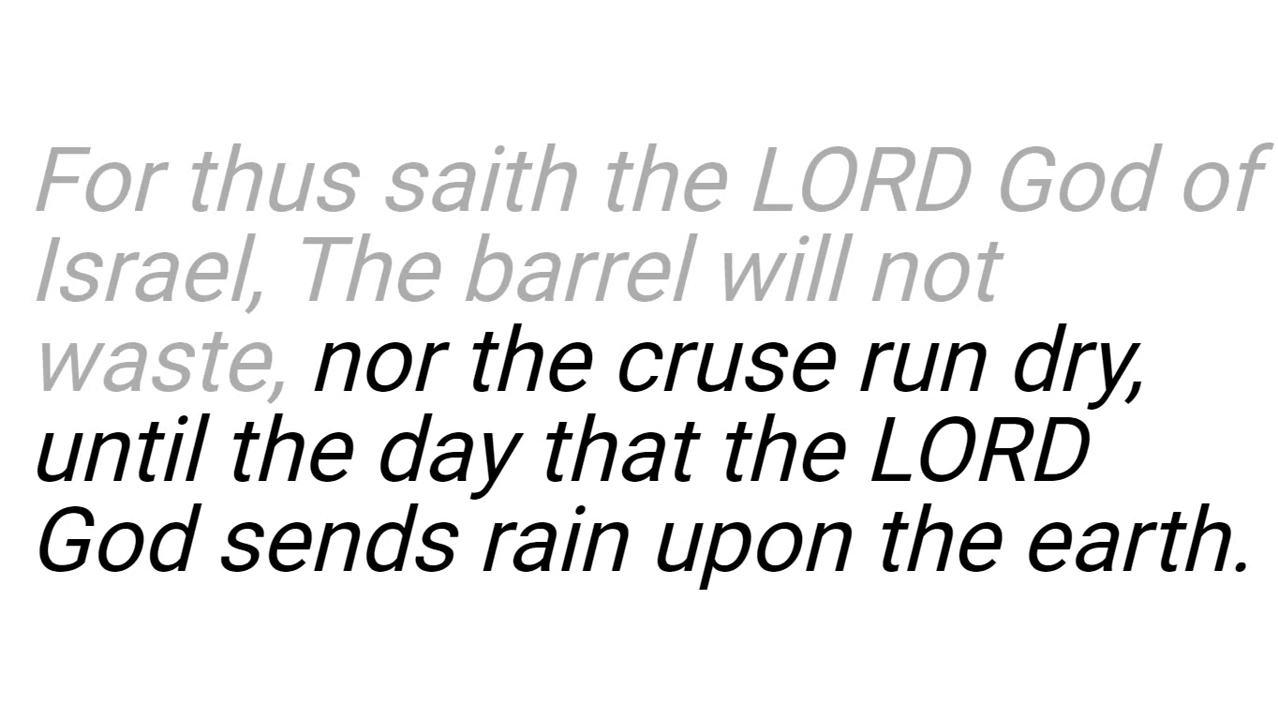 For thus saith the LORD God of
Israel, The barrel will not
waste, nor the cruse run dry,
until the day that the LORD
God sends rain upon the earth.